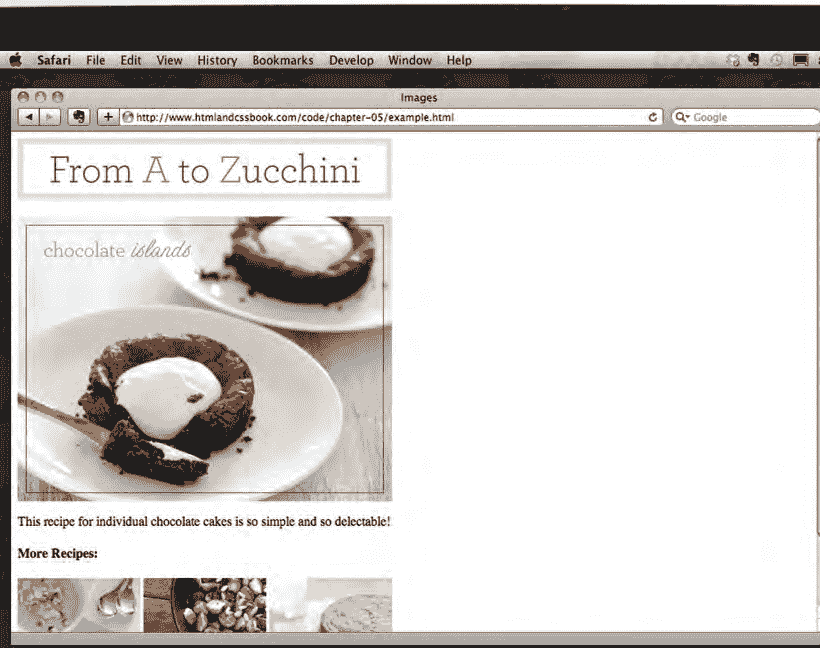 Safari File Edit View History Bookmarks Develop Window Help
Images
http://www.htmlandcssbook.com/code/chapter-05/example.html
Google
From A to Zucchini
chocolate islands
This recipe for individual chocolate cakes is so simple and so delectable!
More Recipes: